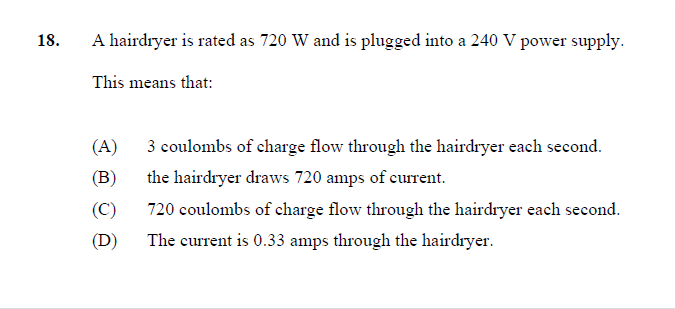 18. A hairdryer is rated as 720 W and is plugged into a 240 V power supply.
This means that:
(A) 3 coulombs of charge flow through the hairdryer each second.
(B) the hairdryer draws 720 amps of current.
(C) 720 coulombs of charge flow through the hairdryer each second.
(D) The current is 0.33 amps through the hairdryer.